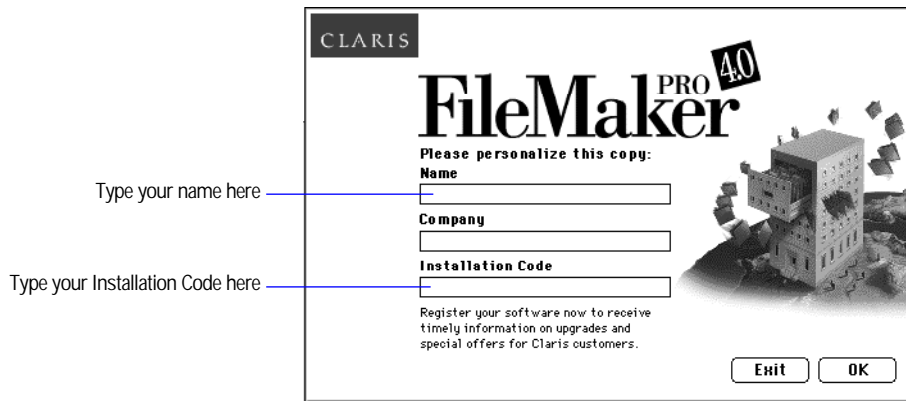 CLARIS
FileMaker PRO 4.0
Please personalize this copy:
Name
Type your name here
Company
Installation Code
Type your Installation Code here
Register your software now to receive
timely information on upgrades and
special offers for Claris customers.
Exit
OK